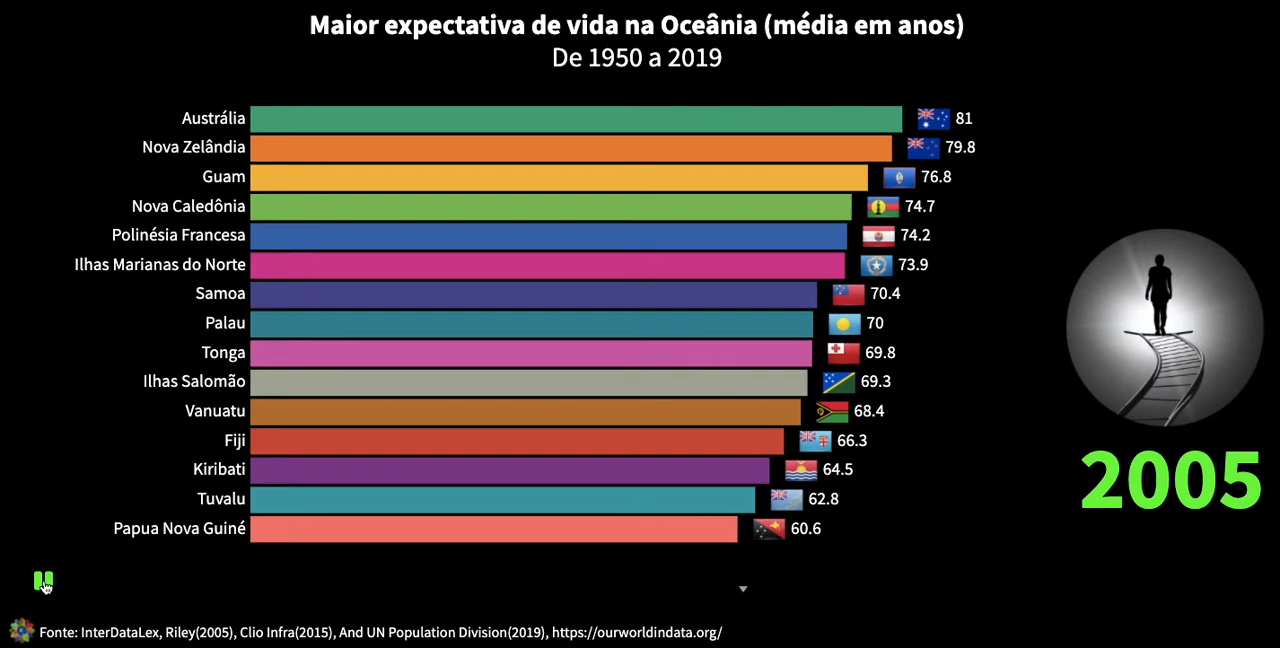 Maior expectativa de vida na Oceânia (média em anos)
De 1950 a 2019
Austrália 81
Nova Zelândia 79.8
Guam 76.8
Nova Caledônia 74.7
Polinésia Francesa 74.2
Ilhas Marianas do Norte 73.9
Samoa 70.4
Palau 70
Tonga 69.8
Ilhas Salomão 69.3
Vanuatu 68.4
Fiji 66.3
Kiribati 64.5
Tuvalu 62.8
Papua Nova Guiné 60.6
2005
Fonte: InterDataLex, Riley(2005), Clio Infra(2015), And UN Population Division(2019), https://ourworldindata.org/